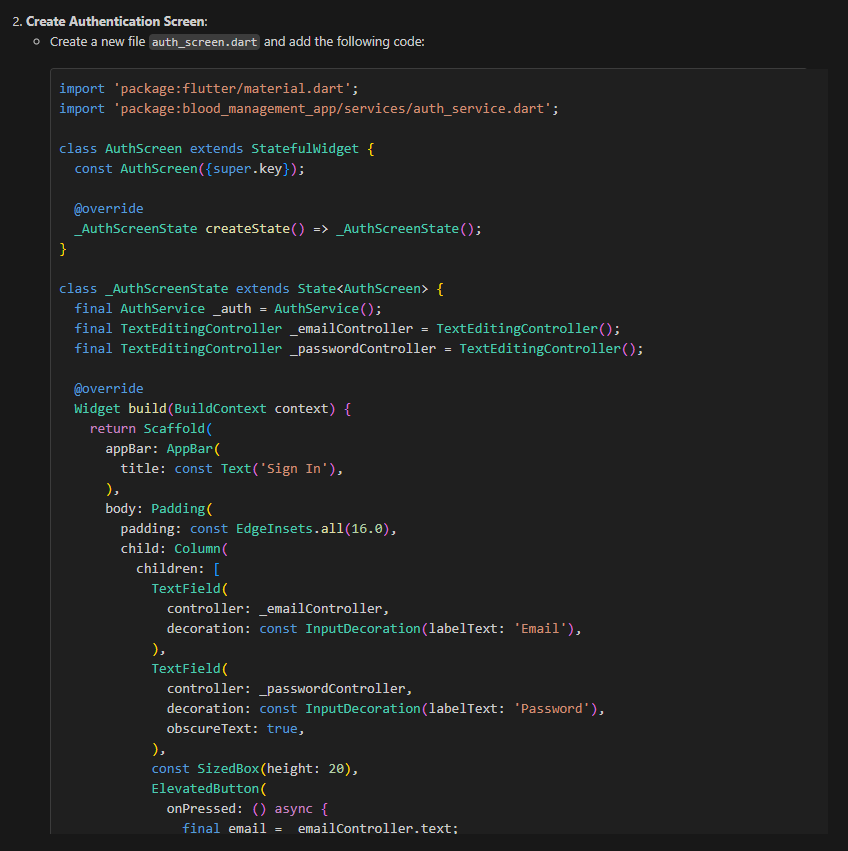 2. Create Authentication Screen:
Create a new file auth_screen.dart and add the following code:
import 'package:flutter/material.dart';
import 'package:blood_management_app/services/auth_service.dart';
class AuthScreen extends StatefulWidget {
  const AuthScreen({super.key});
  @override
  _AuthScreenState createState() => _AuthScreenState();
}
class _AuthScreenState extends State<AuthScreen> {
  final AuthService _auth = AuthService();
  final TextEditingController _emailController = TextEditingController();
  final TextEditingController _passwordController = TextEditingController();
  @override
  Widget build(BuildContext context) {
    return Scaffold(
      appBar: AppBar(
        title: const Text('Sign In'),
      ),
      body: Padding(
        padding: const EdgeInsets.all(16.0),
        child: Column(
          children: [
            TextField(
              controller: _emailController,
              decoration: const InputDecoration(labelText: 'Email'),
            ),
            TextField(
              controller: _passwordController,
              decoration: const InputDecoration(labelText: 'Password'),
              obscureText: true,
            ),
            const SizedBox(height: 20),
            ElevatedButton(
              onPressed: () async {
                final email = emailController.text;